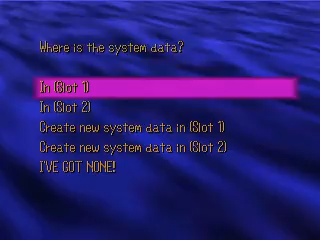 Where is the system data?
In (Slot 1)
In (Slot 2)
Create new system data in (Slot 1)
Create new system data in (Slot 2)
I'VE GOT NONE!